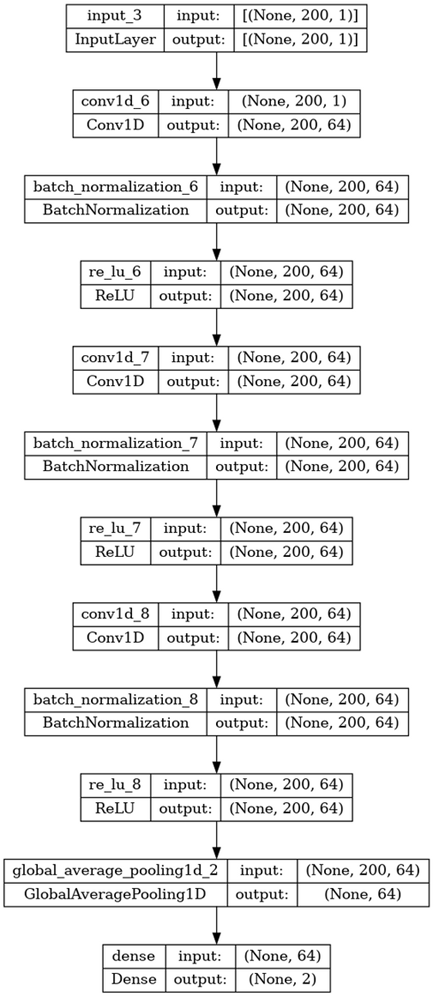 input_3 input: [(None, 200, 1)]
InputLayer output: [(None, 200, 1)]
conv1d_6 input: (None, 200, 1)
Conv1D output: (None, 200, 64)
batch_normalization_6 input: (None, 200, 64)
BatchNormalization output: (None, 200, 64)
re_lu_6 input: (None, 200, 64)
ReLU output: (None, 200, 64)
conv1d_7 input: (None, 200, 64)
Conv1D output: (None, 200, 64)
batch_normalization_7 input: (None, 200, 64)
BatchNormalization output: (None, 200, 64)
re_lu_7 input: (None, 200, 64)
ReLU output: (None, 200, 64)
conv1d_8 input: (None, 200, 64)
Conv1D output: (None, 200, 64)
batch_normalization_8 input: (None, 200, 64)
BatchNormalization output: (None, 200, 64)
re_lu_8 input: (None, 200, 64)
ReLU output: (None, 200, 64)
global_average_pooling1d_2 input: (None, 200, 64)
GlobalAveragePooling1D output: (None, 64)
dense input: (None, 64)
Dense output: (None, 2)